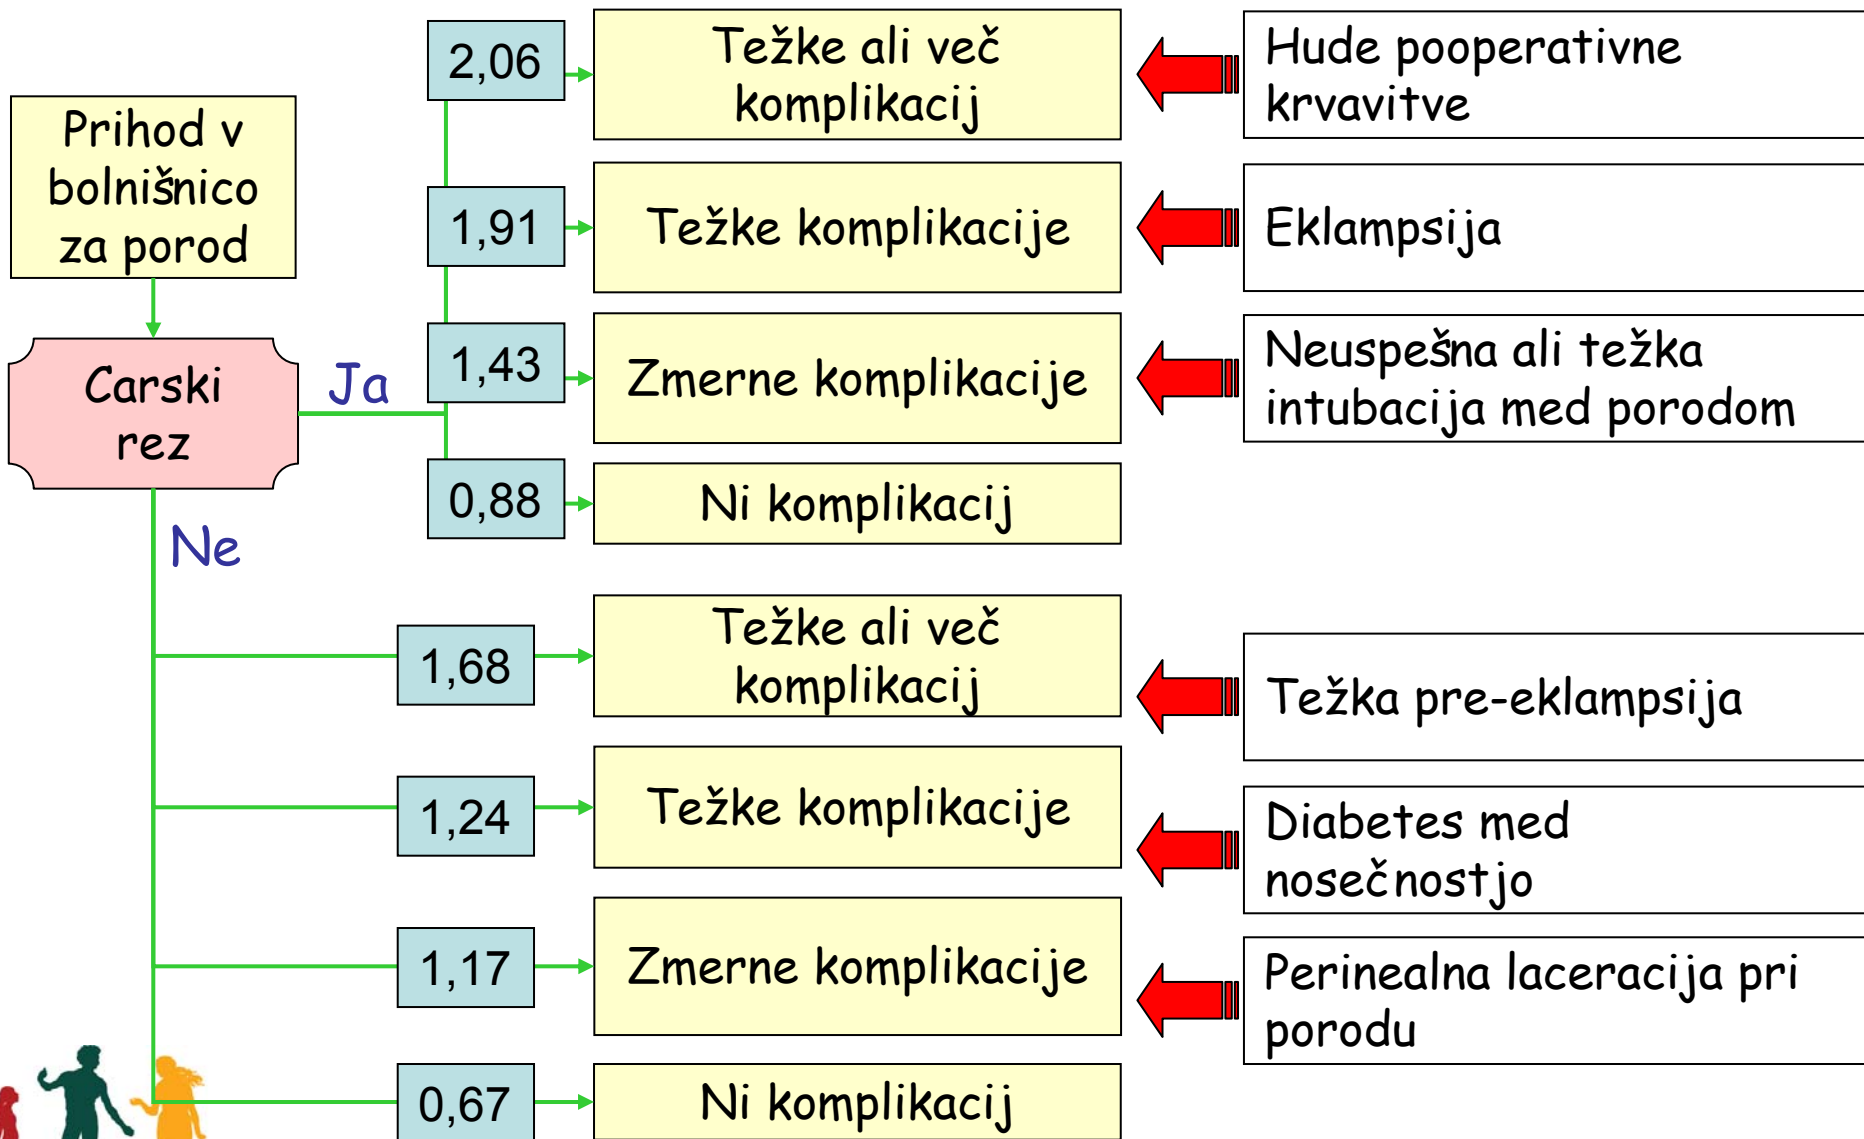 Prihod v
bolnišnico
za porod
Carski
rez
Ja
Ne
2,06
Težke ali več
komplikacij
Hude pooperativne
krvavitve
1,91
Težke komplikacije
Eklampsija
1,43
Zmerne komplikacije
Neuspešna ali težka
intubacija med porodom
0,88
Ni komplikacij
1,68
Težke ali več
komplikacij
Težka pre-eklampsija
1,24
Težke komplikacije
Diabetes med
nosečnostjo
1,17
Zmerne komplikacije
Perinealna laceracija pri
porodu
0,67
Ni komplikacij